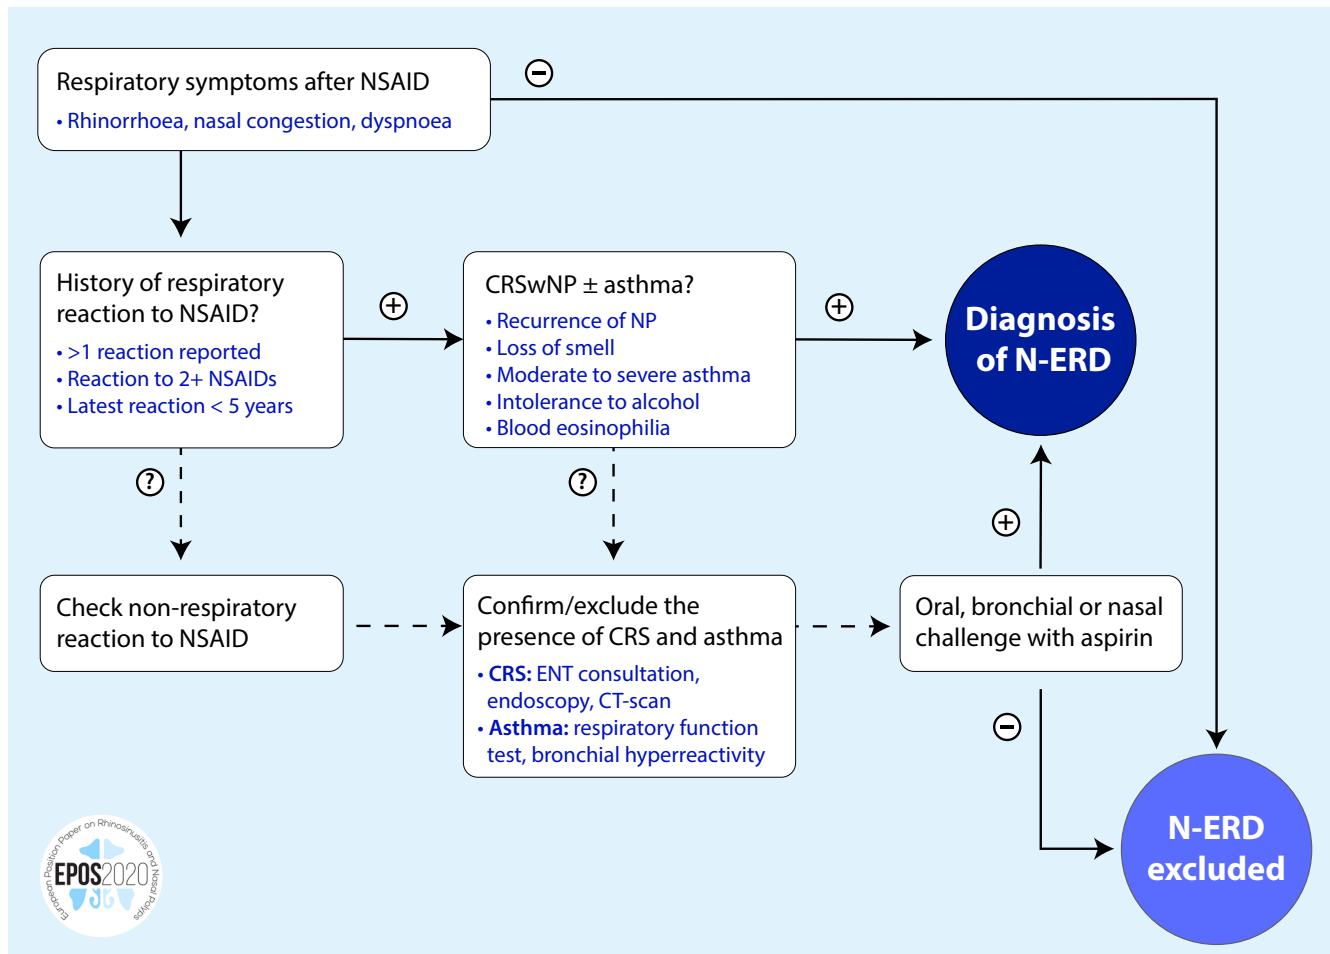 Respiratory symptoms after NSAID
• Rhinorrhoea, nasal congestion, dyspnoea
−
History of respiratory
reaction to NSAID?
• >1 reaction reported
• Reaction to 2+ NSAIDs
• Latest reaction < 5 years
+
CRSwNP ± asthma?
• Recurrence of NP
• Loss of smell
• Moderate to severe asthma
• Intolerance to alcohol
• Blood eosinophilia
+
Diagnosis
of N-ERD
?
?
+
Check non-respiratory
reaction to NSAID
Confirm/exclude the
presence of CRS and asthma
• CRS: ENT consultation,
endoscopy, CT-scan
• Asthma: respiratory function
test, bronchial hyperreactivity
Oral, bronchial or nasal
challenge with aspirin
−
N-ERD
excluded
European Position Paper on Rhinosinusitis and Nasal Polyps
EPOS2020